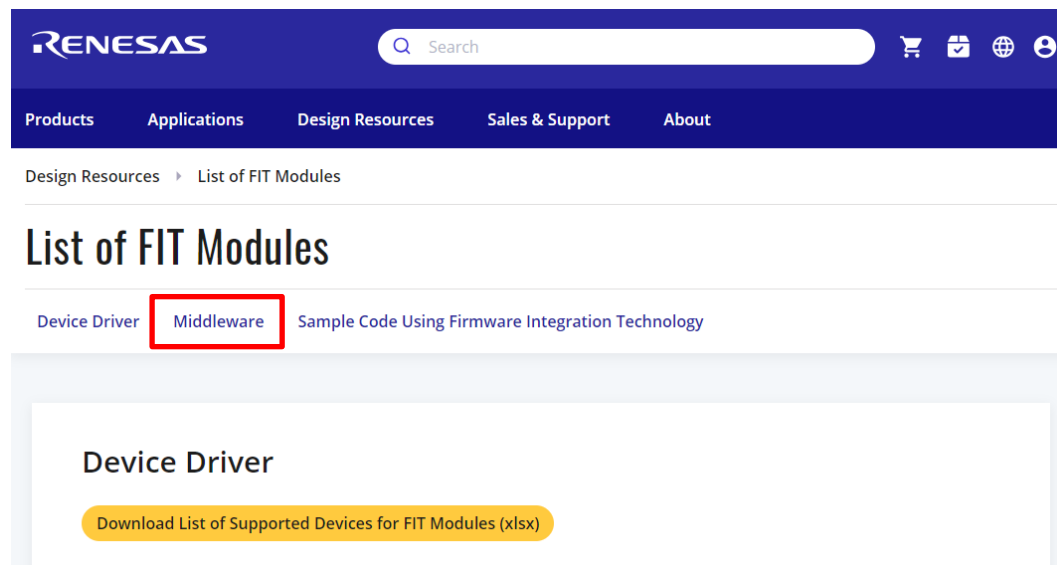 RENESAS
Search
Products Applications Design Resources Sales & Support About
Design Resources List of FIT Modules
List of FIT Modules
Device Driver Middleware Sample Code Using Firmware Integration Technology
Device Driver
Download List of Supported Devices for FIT Modules (xlsx)